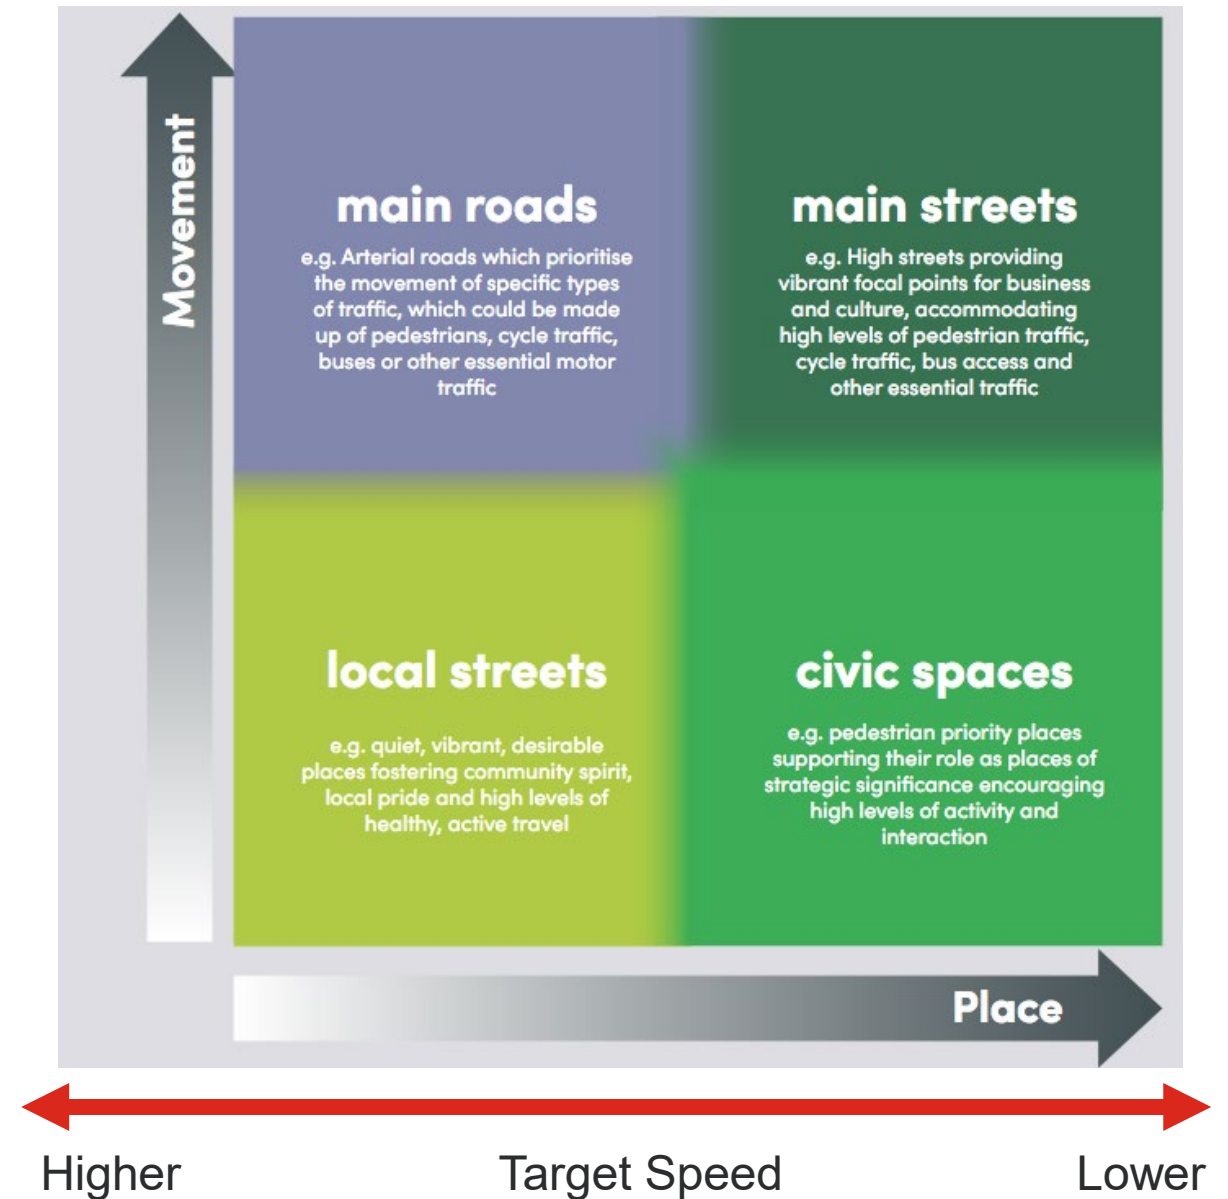 Movement
main roads
e.g. Arterial roads which prioritise
the movement of specific types
of traffic, which could be made
up of pedestrians, cycle traffic,
buses or other essential motor
traffic
main streets
e.g. High streets providing
vibrant focal points for business
and culture, accommodating
high levels of pedestrian traffic,
cycle traffic, bus access and
other essential traffic
local streets
e.g. quiet, vibrant, desirable
places fostering community spirit,
local pride and high levels of
healthy, active travel
civic spaces
e.g. pedestrian priority places
supporting their role as places of
strategic significance encouraging
high levels of activity and
interaction
Place
Higher Target Speed Lower